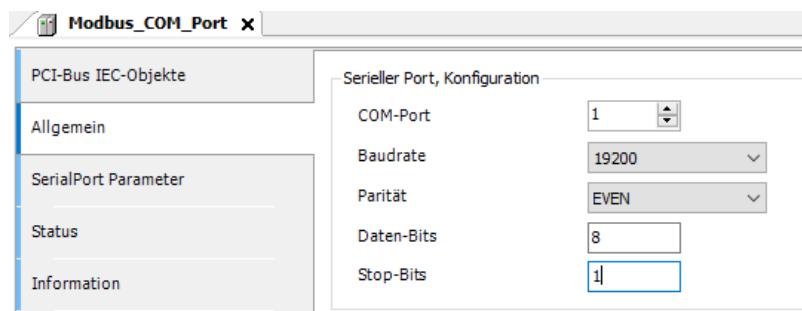 Modbus_COM_Port x
PCI-Bus IEC-Objekte
Allgemein
SerialPort Parameter
Status
Information
Serieller Port, Konfiguration
COM-Port 1
Baudrate 19200
Parität EVEN
Daten-Bits 8
Stop-Bits 1